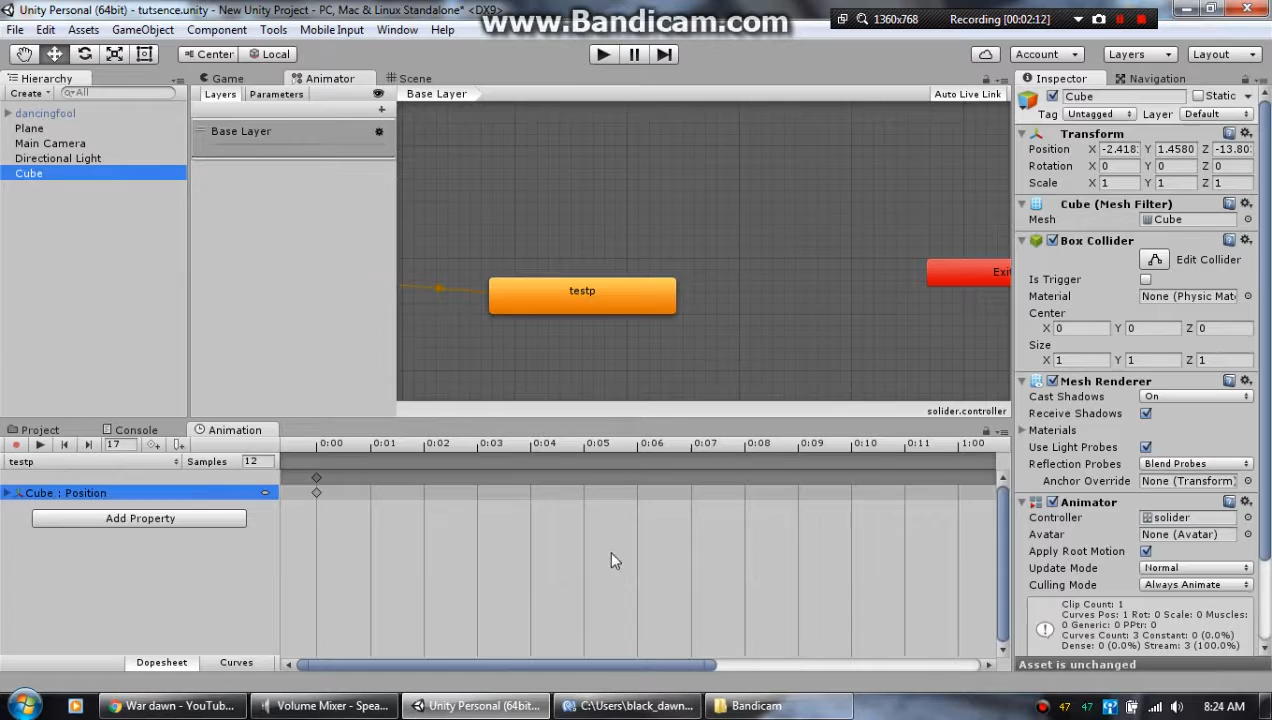 Unity Personal (64bit) - tutsence.unity - New Unity Project - PC, Mac & Linux Standalone* <DX9>
www.Bandicam.com
1360x768
Recording [00:02:12]
File Edit Assets GameObject Component Tools Mobile Input Window Help
Center
Local
Account
Layers
Layout
Hierarchy
Create
All
dancingfool
Plane
Main Camera
Directional Light
Cube
Game
Animator
Scene
Layers
Parameters
Base Layer
Auto Live Link
Base Layer
testp
Exit
solider.controller
Inspector
Navigation
Cube
Static
Tag Untagged
Layer Default
Transform
Position X -2.418 Y 1.4580 Z -13.80
Rotation X 0 Y 0 Z 0
Scale X 1 Y 1 Z 1
Cube (Mesh Filter)
Mesh Cube
Box Collider
Edit Collider
Is Trigger
Material None (Physic Mat
Center
X 0 Y 0 Z 0
Size
X 1 Y 1 Z 1
Mesh Renderer
Cast Shadows On
Receive Shadows
Materials
Use Light Probes
Reflection Probes Blend Probes
Anchor Override None (Transform)
Animator
Controller solider
Avatar None (Avatar)
Apply Root Motion
Update Mode Normal
Culling Mode Always Animate
Clip Count: 1
Curves Pos: 1 Rot: 0 Scale: 0 Muscles:
0 Generic: 0 PPtr: 0
Curves Count: 3 Constant: 0 (0.0%)
Dense: 0 (0.0%) Stream: 3 (100.0%)
Asset is unchanged
Project
Console
Animation
17
0:00 0:01 0:02 0:03 0:04 0:05 0:06 0:07 0:08 0:09 0:10 0:11 1:00
testp
Samples 12
Cube : Position
Add Property
Dopesheet
Curves
War dawn - YouTub...
Volume Mixer - Spea...
Unity Personal (64bit...
C:\Users\black_dawn...
Bandicam
47 47
8:24 AM